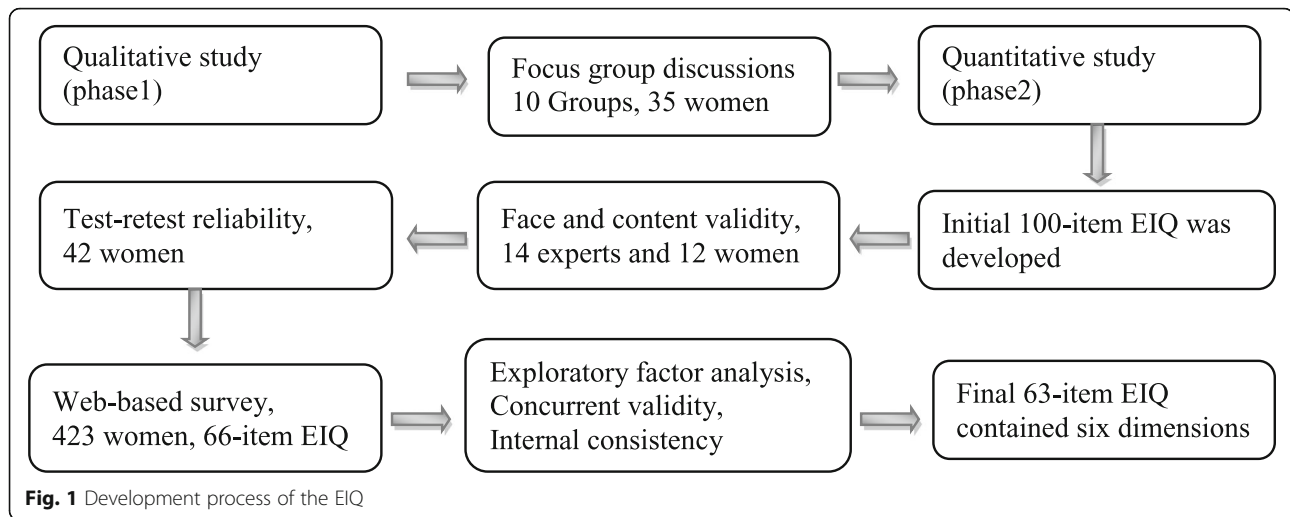 Qualitative study
(phase1)
Focus group discussions
10 Groups, 35 women
Quantitative study
(phase2)
Initial 100-item EIQ was
developed
Face and content validity,
14 experts and 12 women
Test-retest reliability,
42 women
Web-based survey,
423 women, 66-item EIQ
Exploratory factor analysis,
Concurrent validity,
Internal consistency
Final 63-item EIQ
contained six dimensions
Fig. 1 Development process of the EIQ